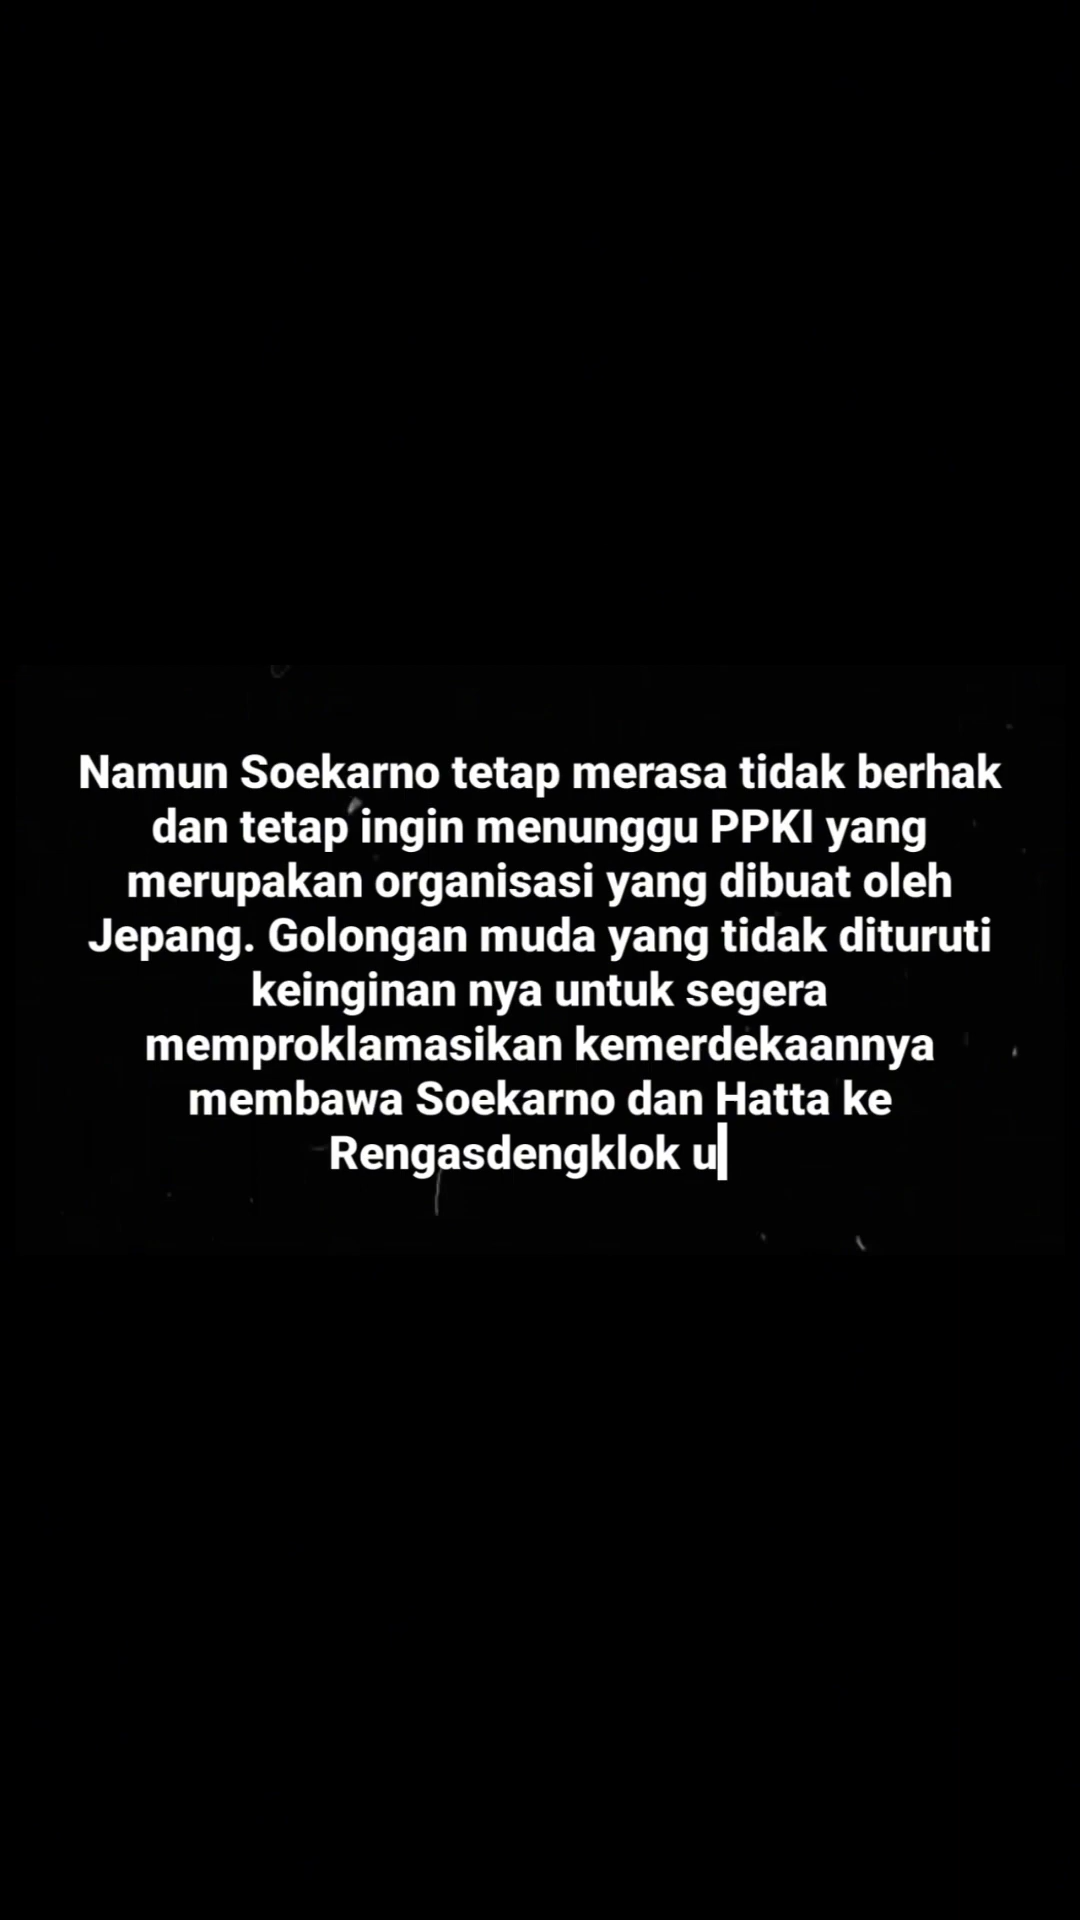 Namun Soekarno tetap merasa tidak berhak
dan tetap ingin menunggu PPKI yang
merupakan organisasi yang dibuat oleh
Jepang. Golongan muda yang tidak dituruti
keinginan nya untuk segera
memproklamasikan kemerdekaannya
membawa Soekarno dan Hatta ke
Rengasdengklok u